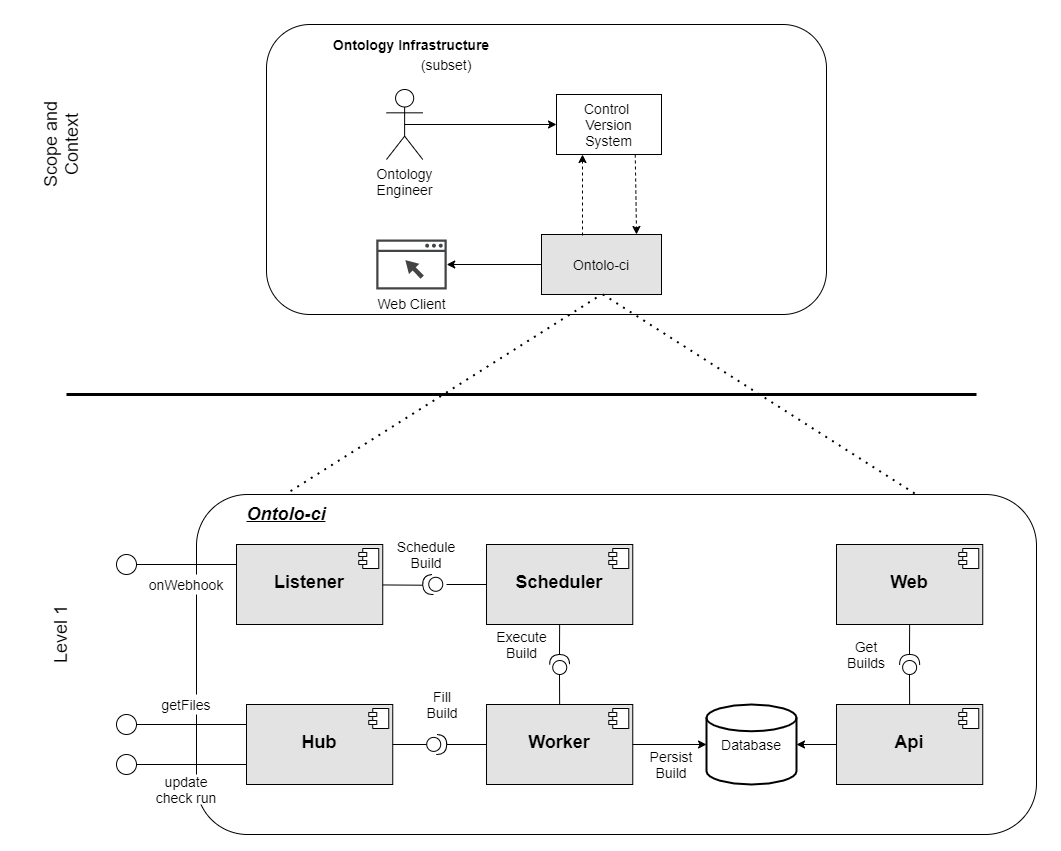 Scope and
Context
Ontology Infrastructure
(subset)
Control
Version
System
Ontology
Engineer
Ontolo-ci
Web Client
Level 1
Ontolo-ci
onWebhook
Listener
Schedule
Build
Scheduler
Web
Execute
Build
Get
Builds
getFiles
update
check run
Hub
Fill
Build
Worker
Persist
Build
Database
Api